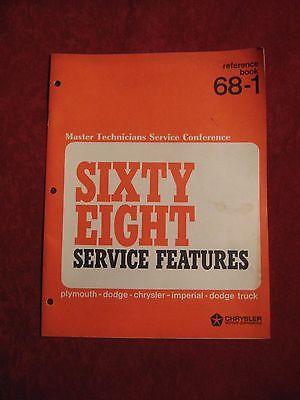 reference
book
68-1
Master Technicians Service Conference
SIXTY
EIGHT
SERVICE FEATURES
plymouth - dodge - chrysler - imperial - dodge truck
CHRYSLER
MOTORS CORPORATION